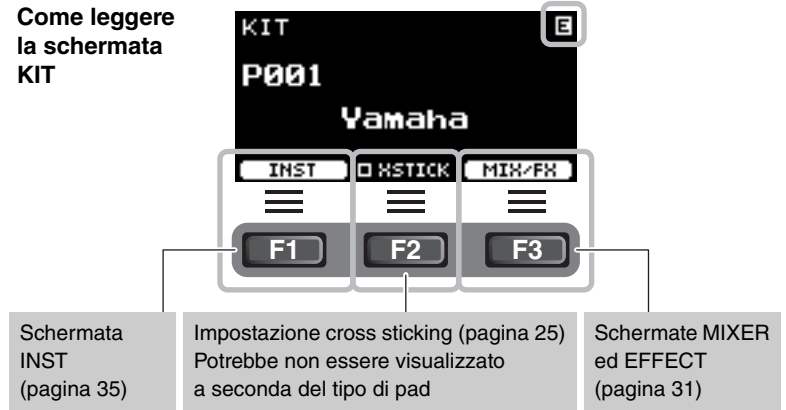 Come leggere
la schermata
KIT
KIT
E
P001
Yamaha
INST
XSTICK
MIX/FX
F1
F2
F3
Schermata
INST
(pagina 35)
Impostazione cross sticking (pagina 25)
Potrebbe non essere visualizzato
a seconda del tipo di pad
Schermate MIXER
ed EFFECT
(pagina 31)